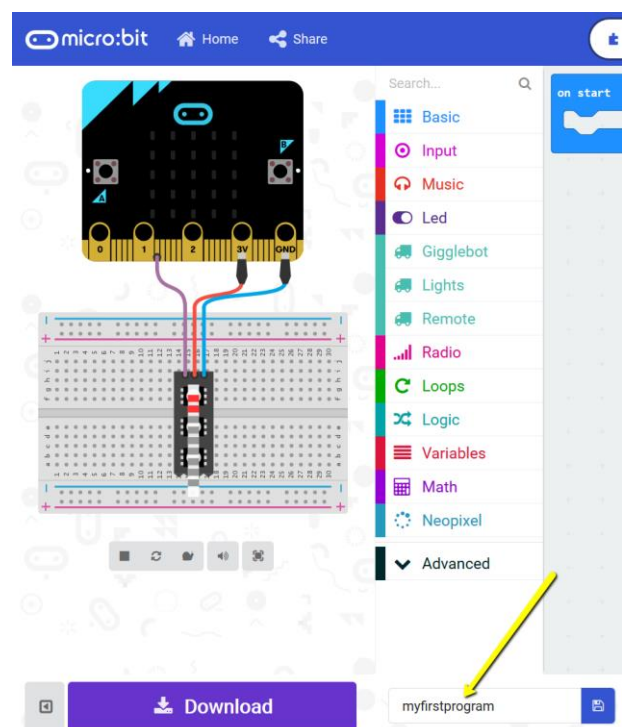 micro:bit Home Share
Search...
on start
Basic
Input
Music
Led
Gigglebot
Lights
Remote
Radio
Loops
Logic
Variables
Math
Neopixel
Advanced
B
A
0 1 2 3V GND
Download
myfirstprogram